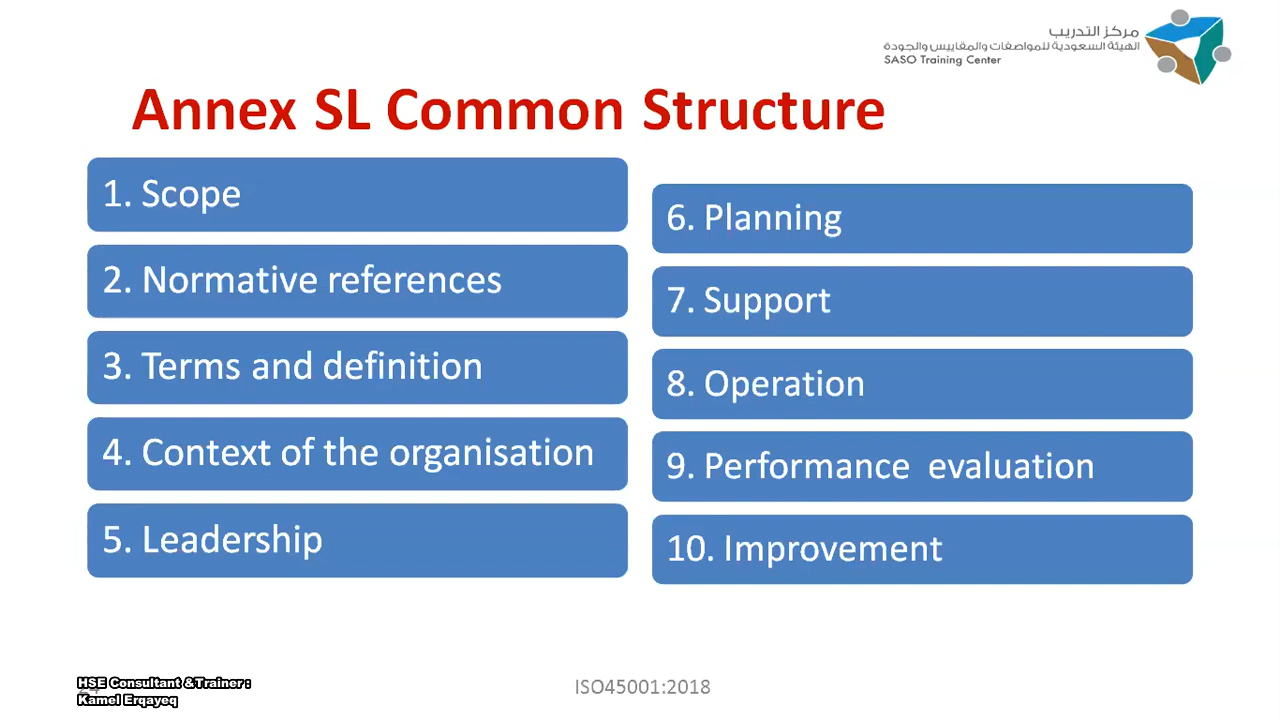 مركز التدريب
الهيئة السعودية للمواصفات والمقاييس والجودة
SASO Training Center
Annex SL Common Structure
1. Scope
2. Normative references
3. Terms and definition
4. Context of the organisation
5. Leadership
6. Planning
7. Support
8. Operation
9. Performance evaluation
10. Improvement
HSE Consultant &Trainer:
Kamel Erqayeq
ISO45001:2018